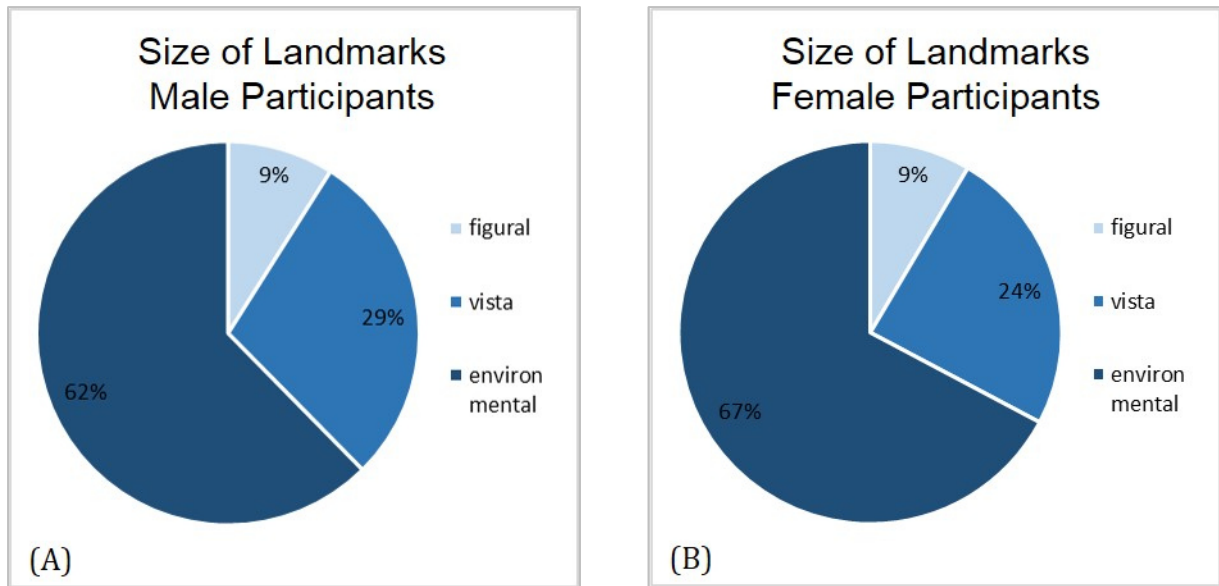 Size of Landmarks
Male Participants
9%
29%
62%
figural
vista
environ
mental
(A)
Size of Landmarks
Female Participants
9%
24%
67%
figural
vista
environ
mental
(B)